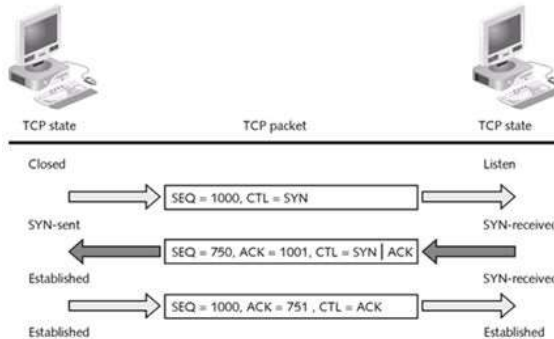 TCP state TCP packet TCP state
Closed Listen
SEQ = 1000, CTL = SYN
SYN-sent SYN-received
SEQ = 750, ACK = 1001, CTL = SYN | ACK
Established SYN-received
SEQ = 1000, ACK = 751 , CTL = ACK
Established Established